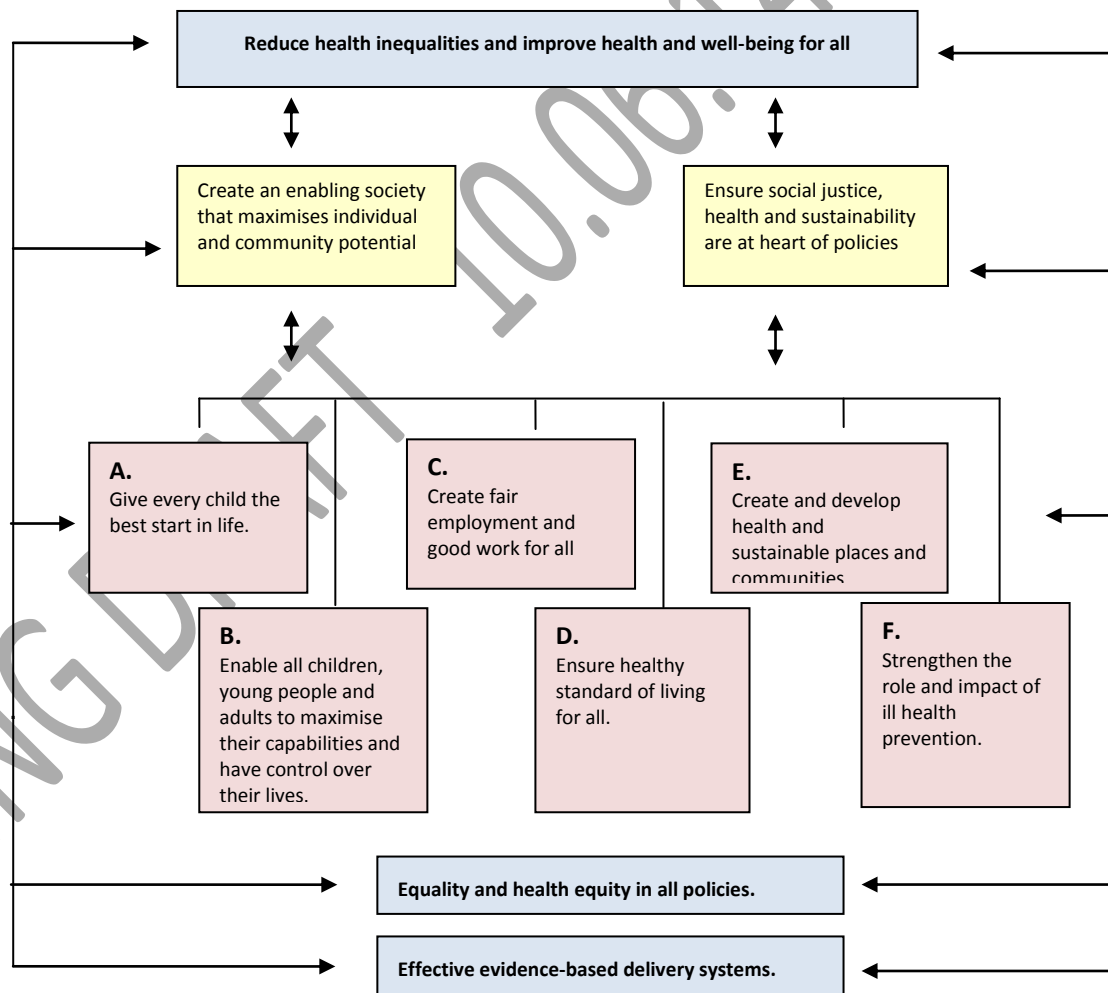 Reduce health inequalities and improve health and well-being for all
Create an enabling society
that maximises individual
and community potential
Ensure social justice,
health and sustainability
are at heart of policies
A.
Give every child the
best start in life.
C.
Create fair
employment and
good work for all
E.
Create and develop
health and
sustainable places and
communities
B.
Enable all children,
young people and
adults to maximise
their capabilities and
have control over
their lives.
D.
Ensure healthy
standard of living
for all.
F.
Strengthen the
role and impact of
ill health
prevention.
Equality and health equity in all policies.
Effective evidence-based delivery systems.
DRAFT 10.06.